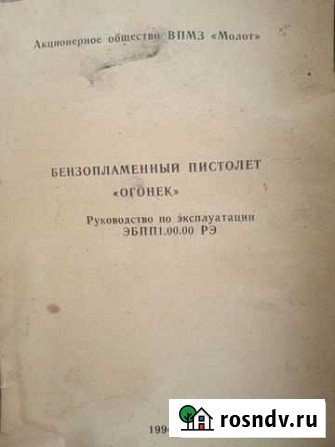 Акционерное общество ВПМЗ «Молот»
БЕНЗОПЛАМЕННЫЙ ПИСТОЛЕТ
«ОГОНЕК»
Руководство по эксплуатации
ЭБПП1.00.00 РЭ
rosndv.ru